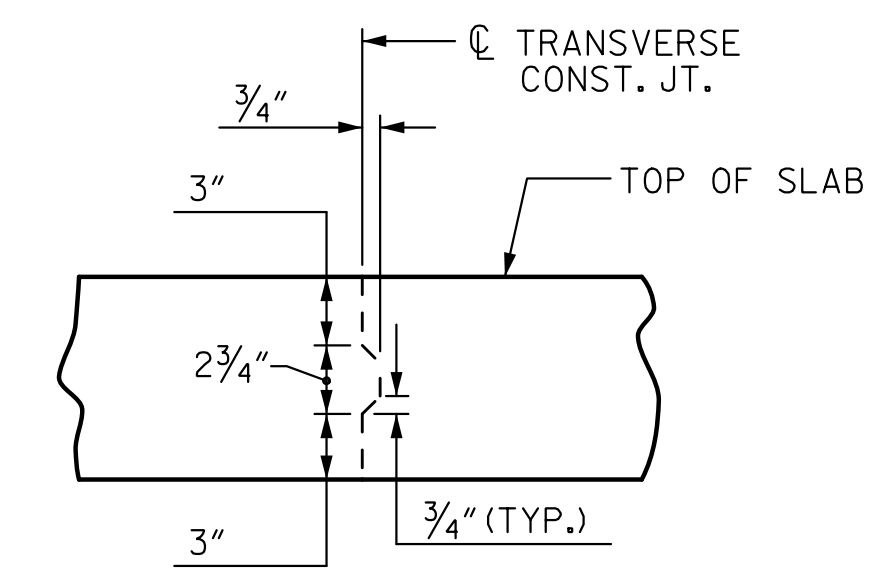 ℄ TRANSVERSE
CONST. JT.
3/4"
3"
TOP OF SLAB
2 3/4"
3/4" (TYP.)
3"